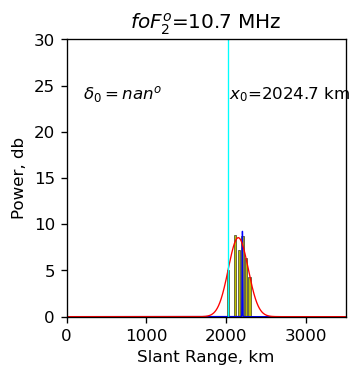 foF₂ᵒ=10.7 MHz
Power, db
30
25
20
15
10
5
0
δ₀ = nanᵒ
x₀=2024.7 km
0 1000 2000 3000
Slant Range, km